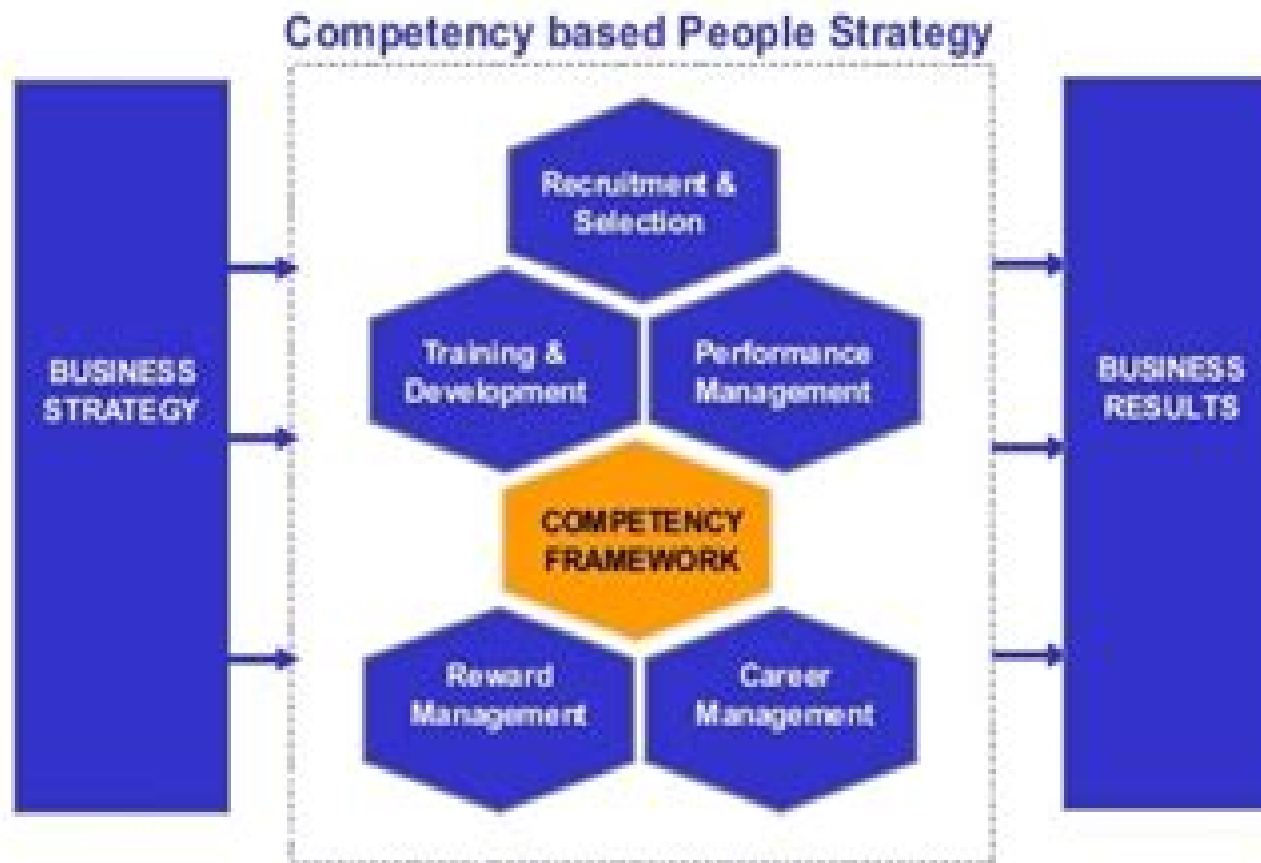 Competency based People Strategy
BUSINESS
STRATEGY
Recruitment &
Selection
Training &
Development
Performance
Management
COMPETENCY
FRAMEWORK
Reward
Management
Career
Management
BUSINESS
RESULTS